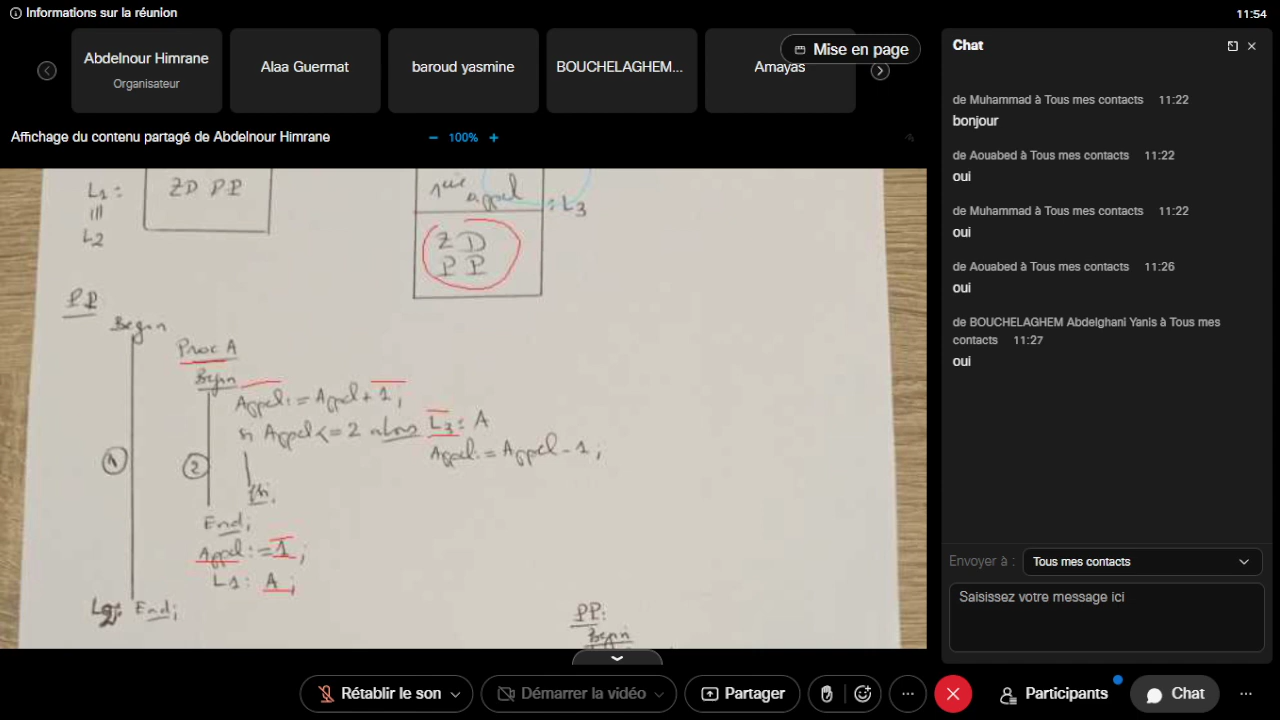 Informations sur la réunion
11:54
Abdelnour Himrane
Organisateur
Alaa Guermat
baroud yasmine
BOUCHELAGHEM...
Amayas
Mise en page
Affichage du contenu partagé de Abdelnour Himrane
100%
L1 :
L2
ZD PP
appel
: L3
ZD
PP
PP
Begin
Proc A
Begin
Appel := Appel + 1 ;
si Appel <= 2 alors L3 : A
Appel := Appel - 1 ;
1
2
fsi.
End ;
Appel := 1 ;
L1 : A ;
L2: End ;
PP:
Begin
Chat
de Muhammad à Tous mes contacts 11:22
bonjour
de Aouabed à Tous mes contacts 11:22
oui
de Muhammad à Tous mes contacts 11:22
oui
de Aouabed à Tous mes contacts 11:26
oui
de BOUCHELAGHEM Abdelghani Yanis à Tous mes
contacts 11:27
oui
Envoyer à :
Tous mes contacts
Saisissez votre message ici
Rétablir le son
Démarrer la vidéo
Partager
Participants
Chat